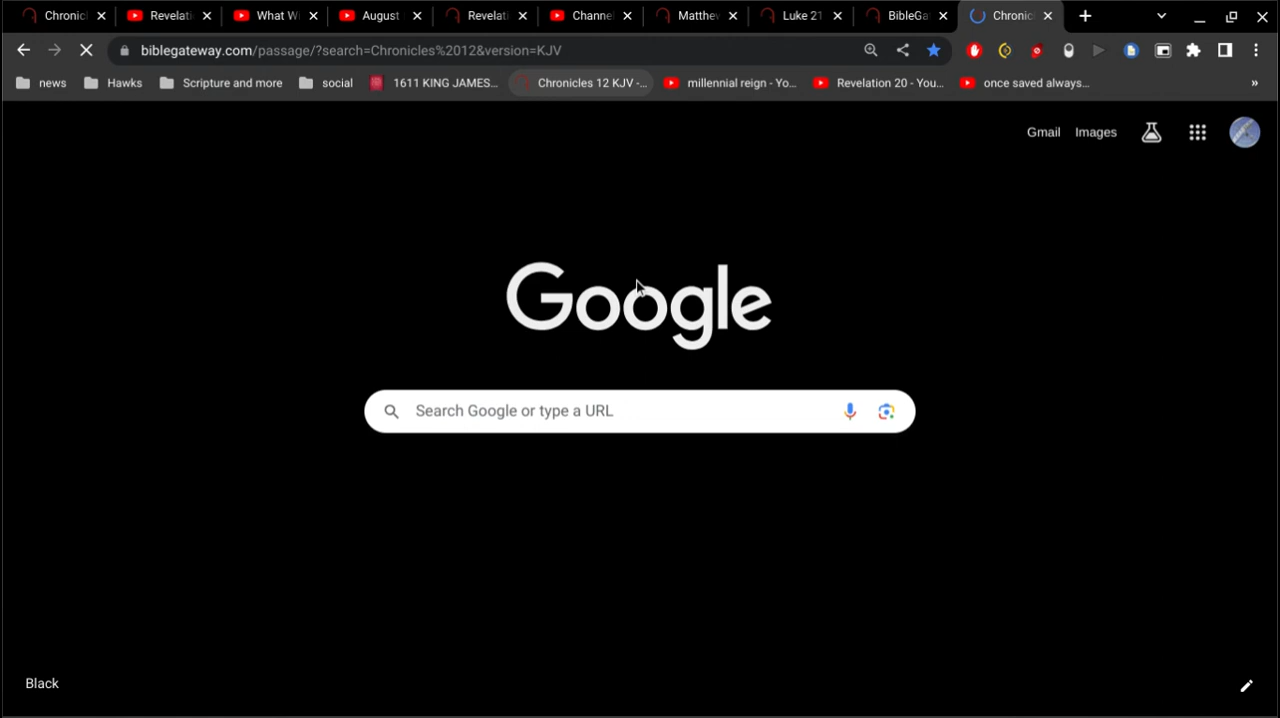 Chronicl Revelati What W August Revelati Channe Matthew Luke 21 BibleGa Chronic
biblegateway.com/passage/?search=Chronicles%2012&version=KJV
news Hawks Scripture and more social 1611 KING JAMES... Chronicles 12 KJV -... millennial reign - Yo... Revelation 20 - You... once saved always... »
Gmail Images
Google
Search Google or type a URL
Black